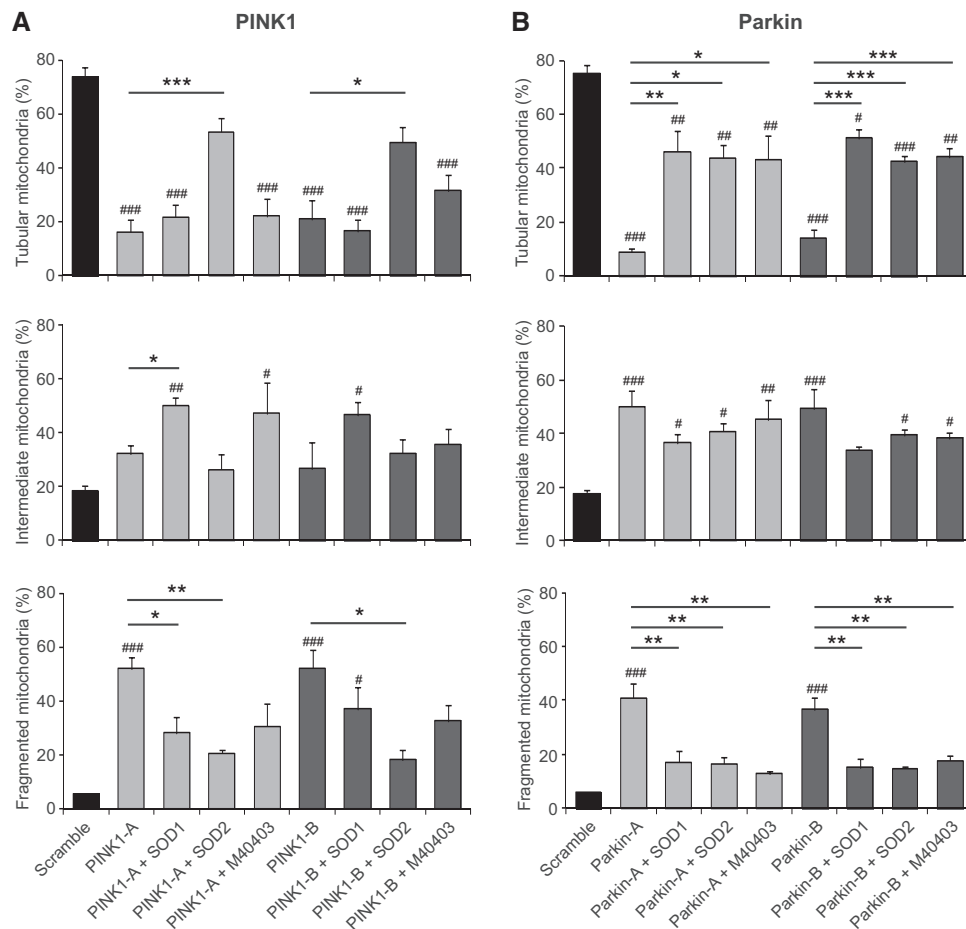 A
PINK1
B
Parkin
Tubular mitochondria (%)
80
60
40
20
0
***
*
###
###
###
###
###
###
Tubular mitochondria (%)
80
60
40
20
0
*
*
**
***
***
***
###
##
##
##
###
#
###
##
Intermediate mitochondria (%)
80
60
40
20
0
*
##
#
#
Intermediate mitochondria (%)
80
60
40
20
0
###
#
#
##
###
#
#
Fragmented mitochondria (%)
80
60
40
20
0
**
*
*
###
###
#
Fragmented mitochondria (%)
80
60
40
20
0
**
**
**
**
**
**
###
###
Scramble
PINK1-A
PINK1-A + SOD1
PINK1-A + SOD2
PINK1-A + M40403
PINK1-B
PINK1-B + SOD1
PINK1-B + SOD2
PINK1-B + M40403
Scramble
Parkin-A
Parkin-A + SOD1
Parkin-A + SOD2
Parkin-A + M40403
Parkin-B
Parkin-B + SOD1
Parkin-B + SOD2
Parkin-B + M40403